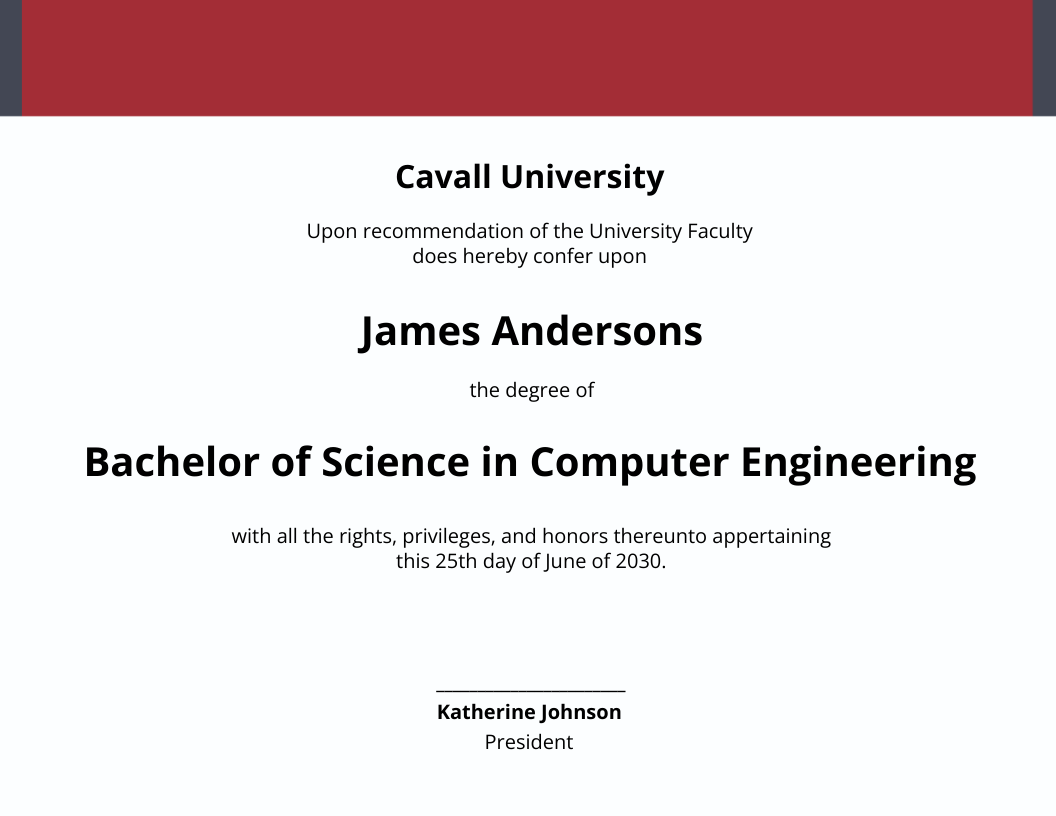 Cavall University
Upon recommendation of the University Faculty
does hereby confer upon
James Andersons
the degree of
Bachelor of Science in Computer Engineering
with all the rights, privileges, and honors thereunto appertaining
this 25th day of June of 2030.
Katherine Johnson
President